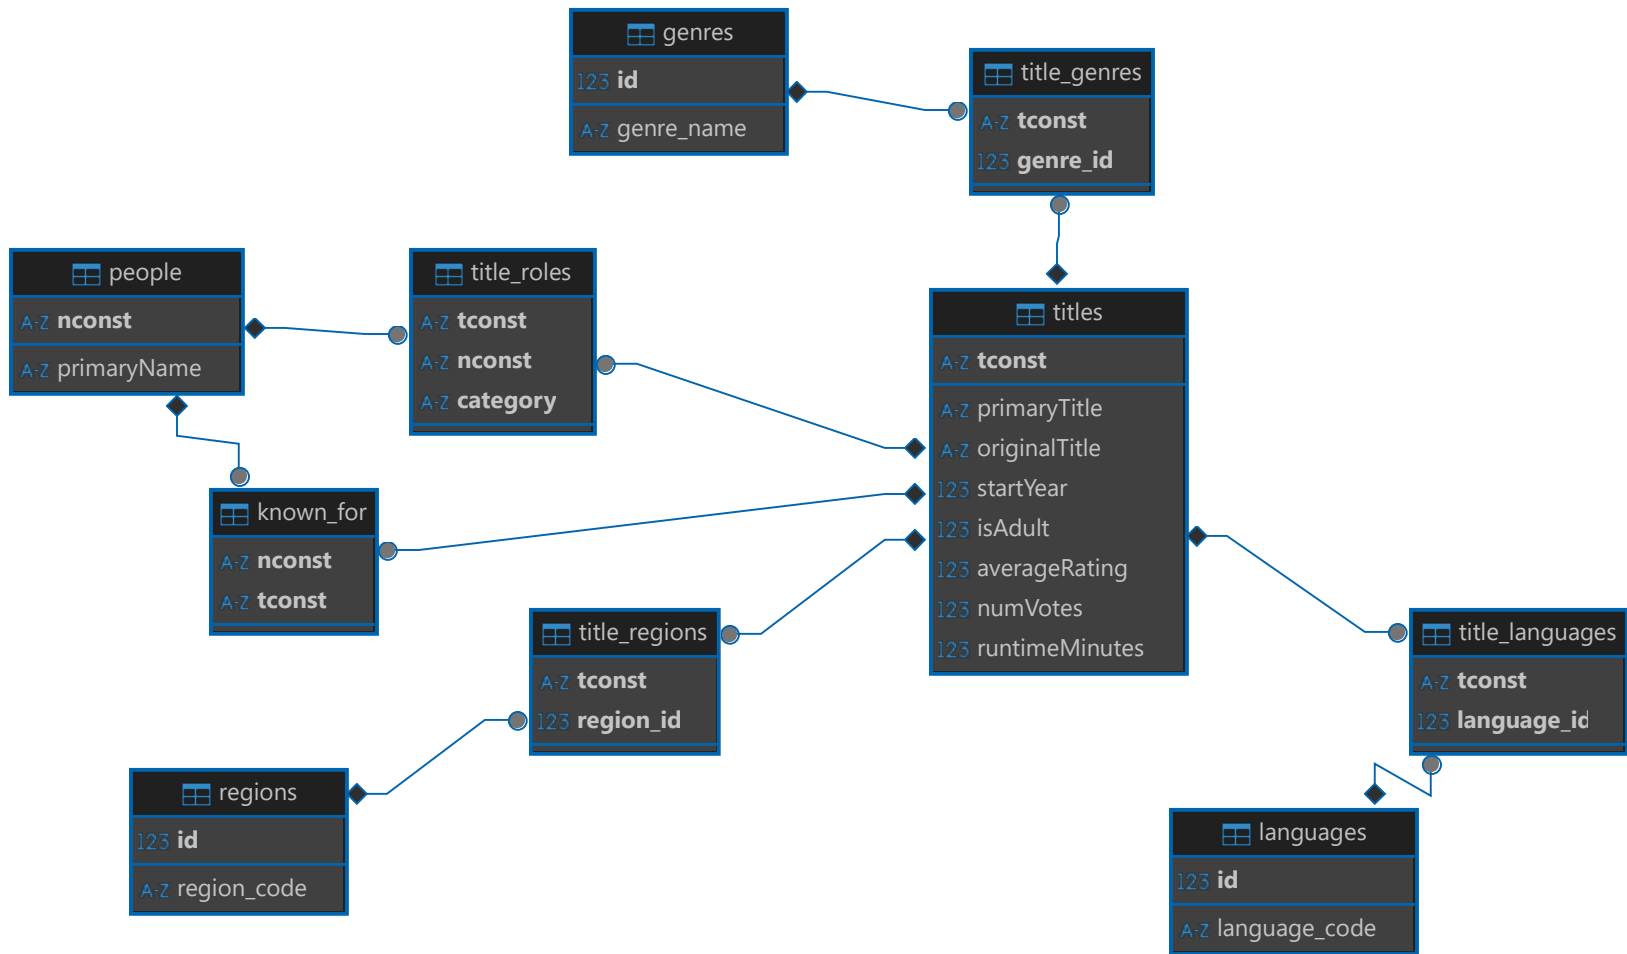 genres
123 id
A-Z genre_name
title_genres
A-Z tconst
123 genre_id
people
A-Z nconst
A-Z primaryName
title_roles
A-Z tconst
A-Z nconst
A-Z category
titles
A-Z tconst
A-Z primaryTitle
A-Z originalTitle
123 startYear
123 isAdult
123 averageRating
123 numVotes
123 runtimeMinutes
known_for
A-Z nconst
A-Z tconst
title_regions
A-Z tconst
123 region_id
title_languages
A-Z tconst
123 language_id
regions
123 id
A-Z region_code
languages
123 id
A-Z language_code